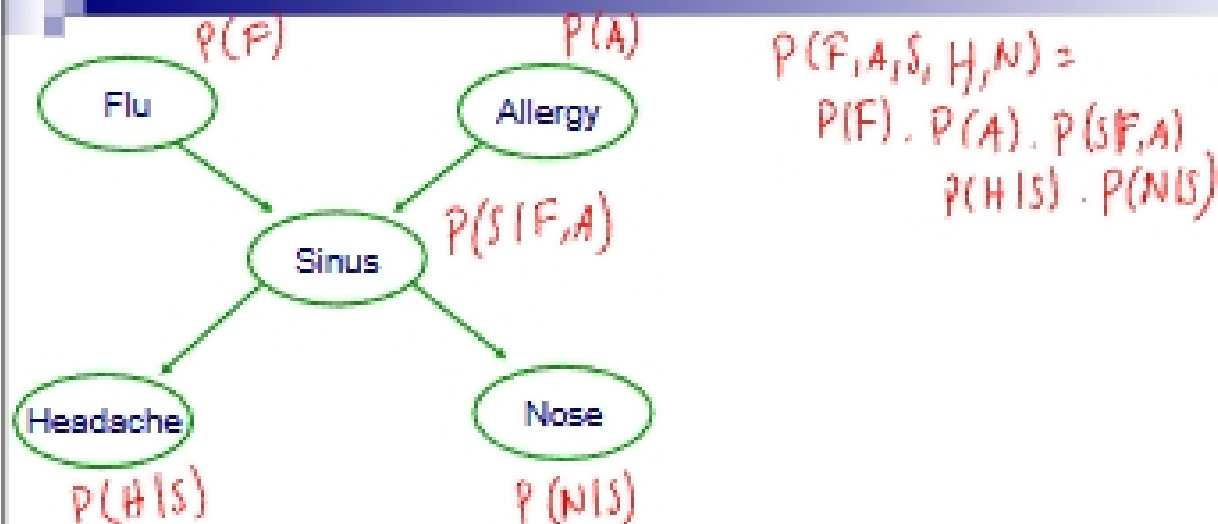 P(F)
P(A)
P(F,A,S,H,N) =
Flu
Allergy
P(F) . P(A) . P(S|F,A)
P(H|S) . P(N|S)
P(S|F,A)
Sinus
Headache
Nose
P(H|S)
P(N|S)